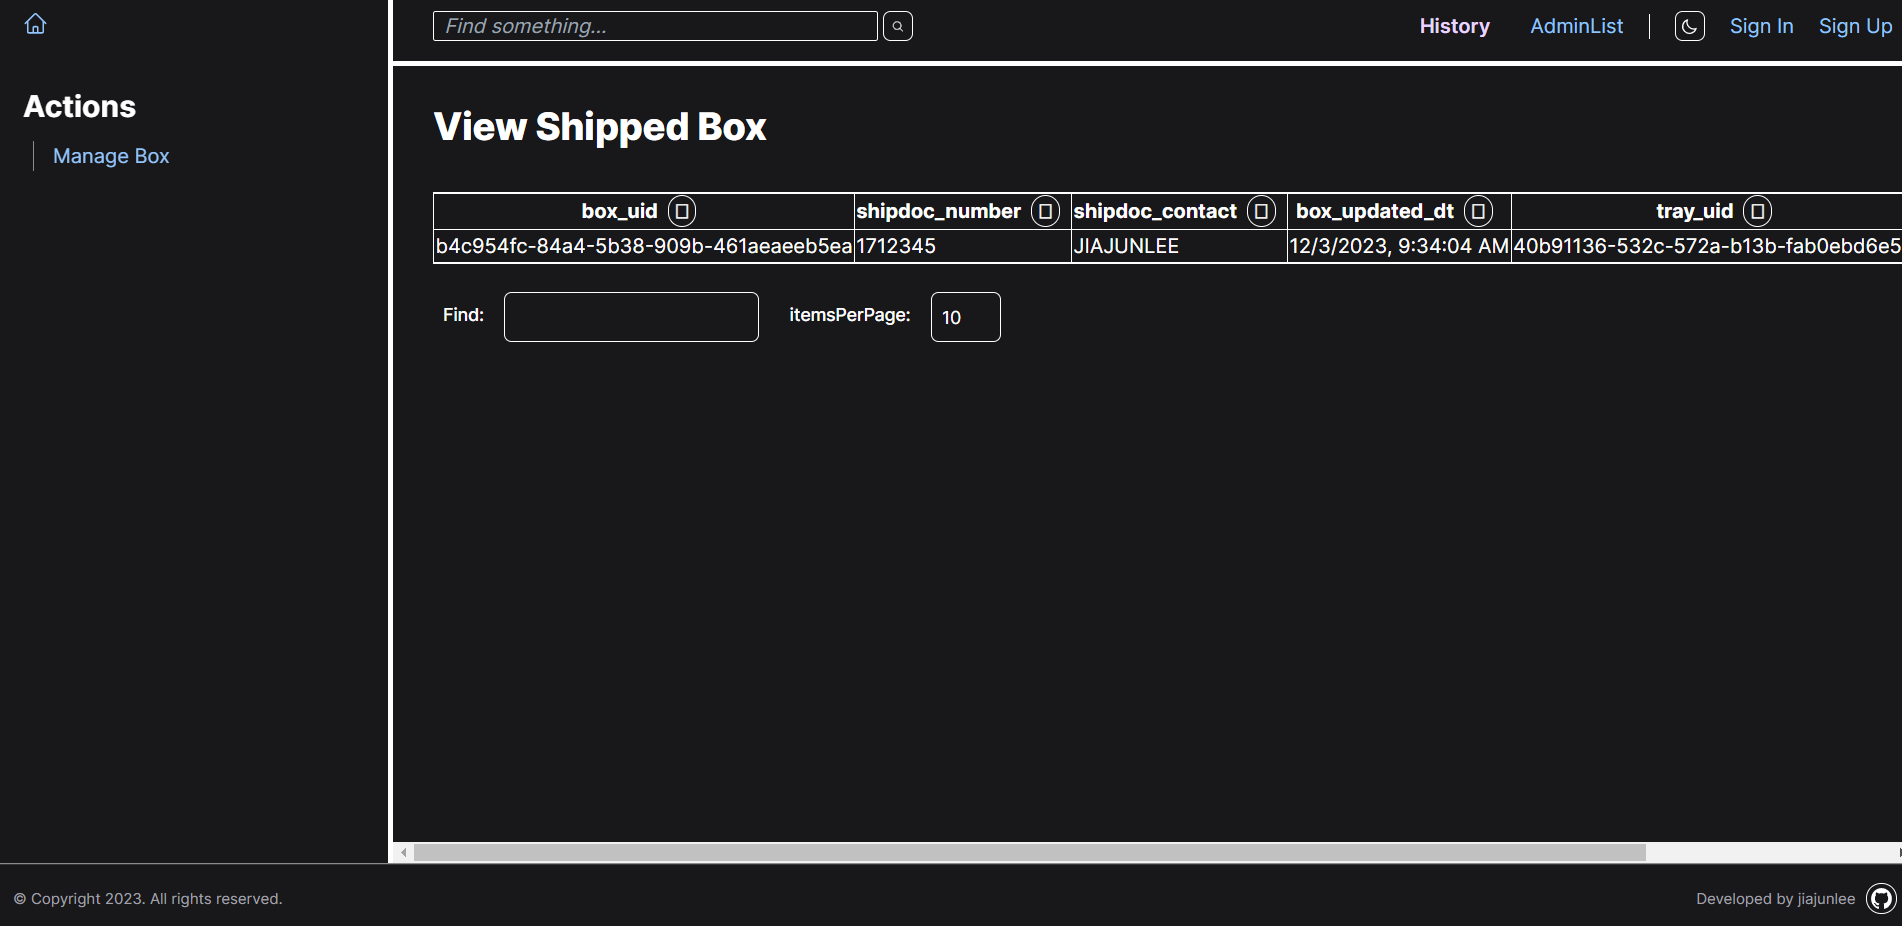 Find something...
History AdminList Sign In Sign Up
Actions
Manage Box
View Shipped Box
box_uid shipdoc_number shipdoc_contact box_updated_dt tray_uid
b4c954fc-84a4-5b38-909b-461aeaeeb5ea 1712345 JIAJUNLEE 12/3/2023, 9:34:04 AM 40b91136-532c-572a-b13b-fab0ebd6e5
Find: itemsPerPage: 10
© Copyright 2023. All rights reserved.
Developed by jiajunlee